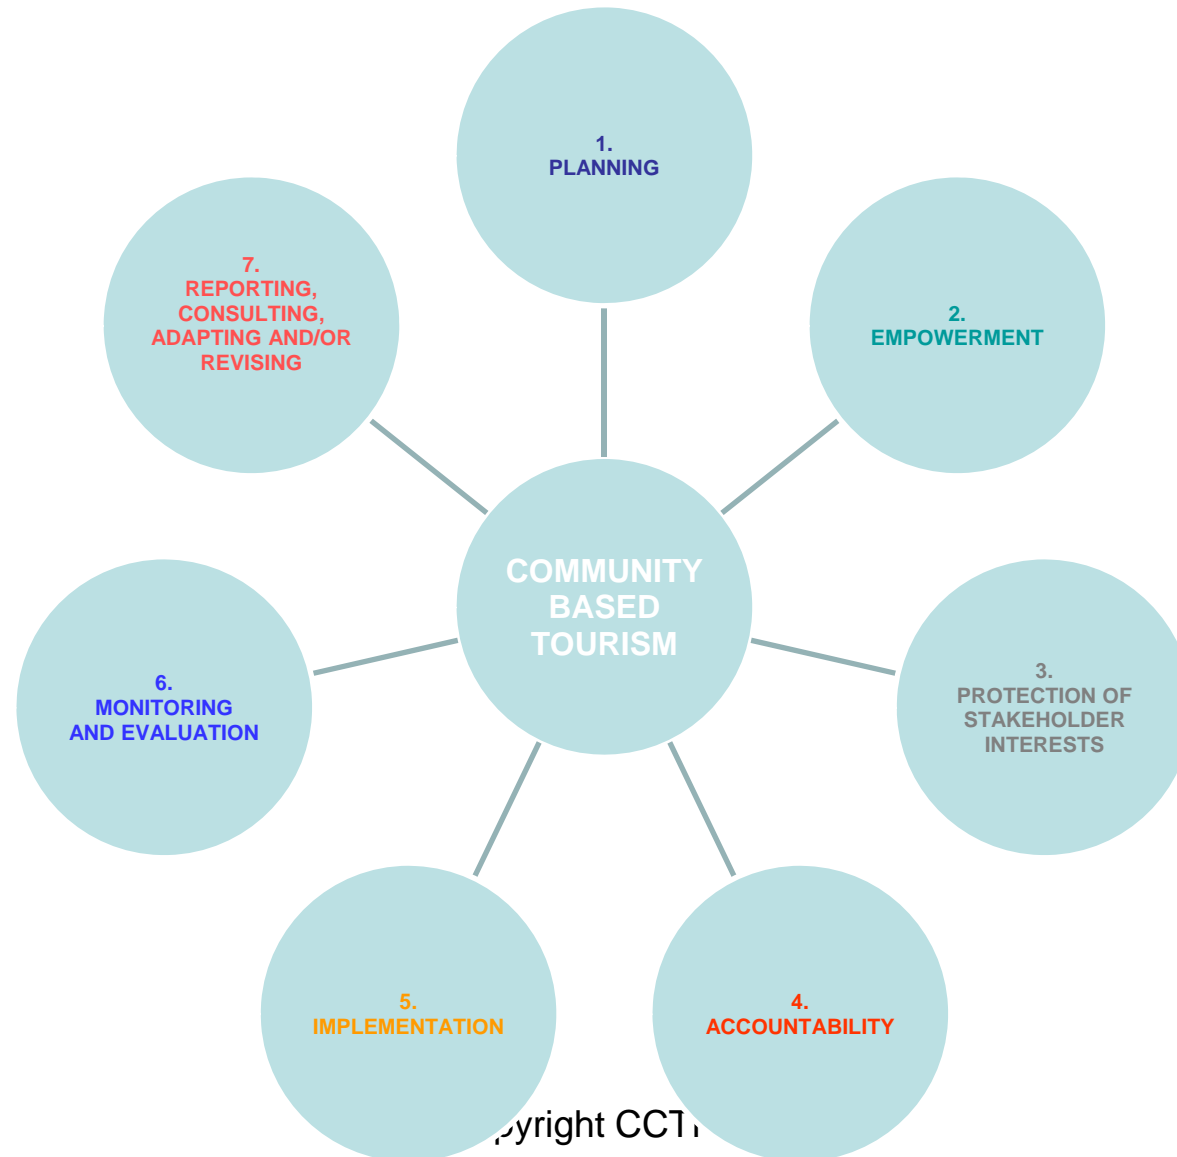 1.
PLANNING
2.
EMPOWERMENT
3.
PROTECTION OF
STAKEHOLDER
INTERESTS
4.
ACCOUNTABILITY
5.
IMPLEMENTATION
6.
MONITORING
AND EVALUATION
7.
REPORTING,
CONSULTING,
ADAPTING AND/OR
REVISING
COMMUNITY
BASED
TOURISM